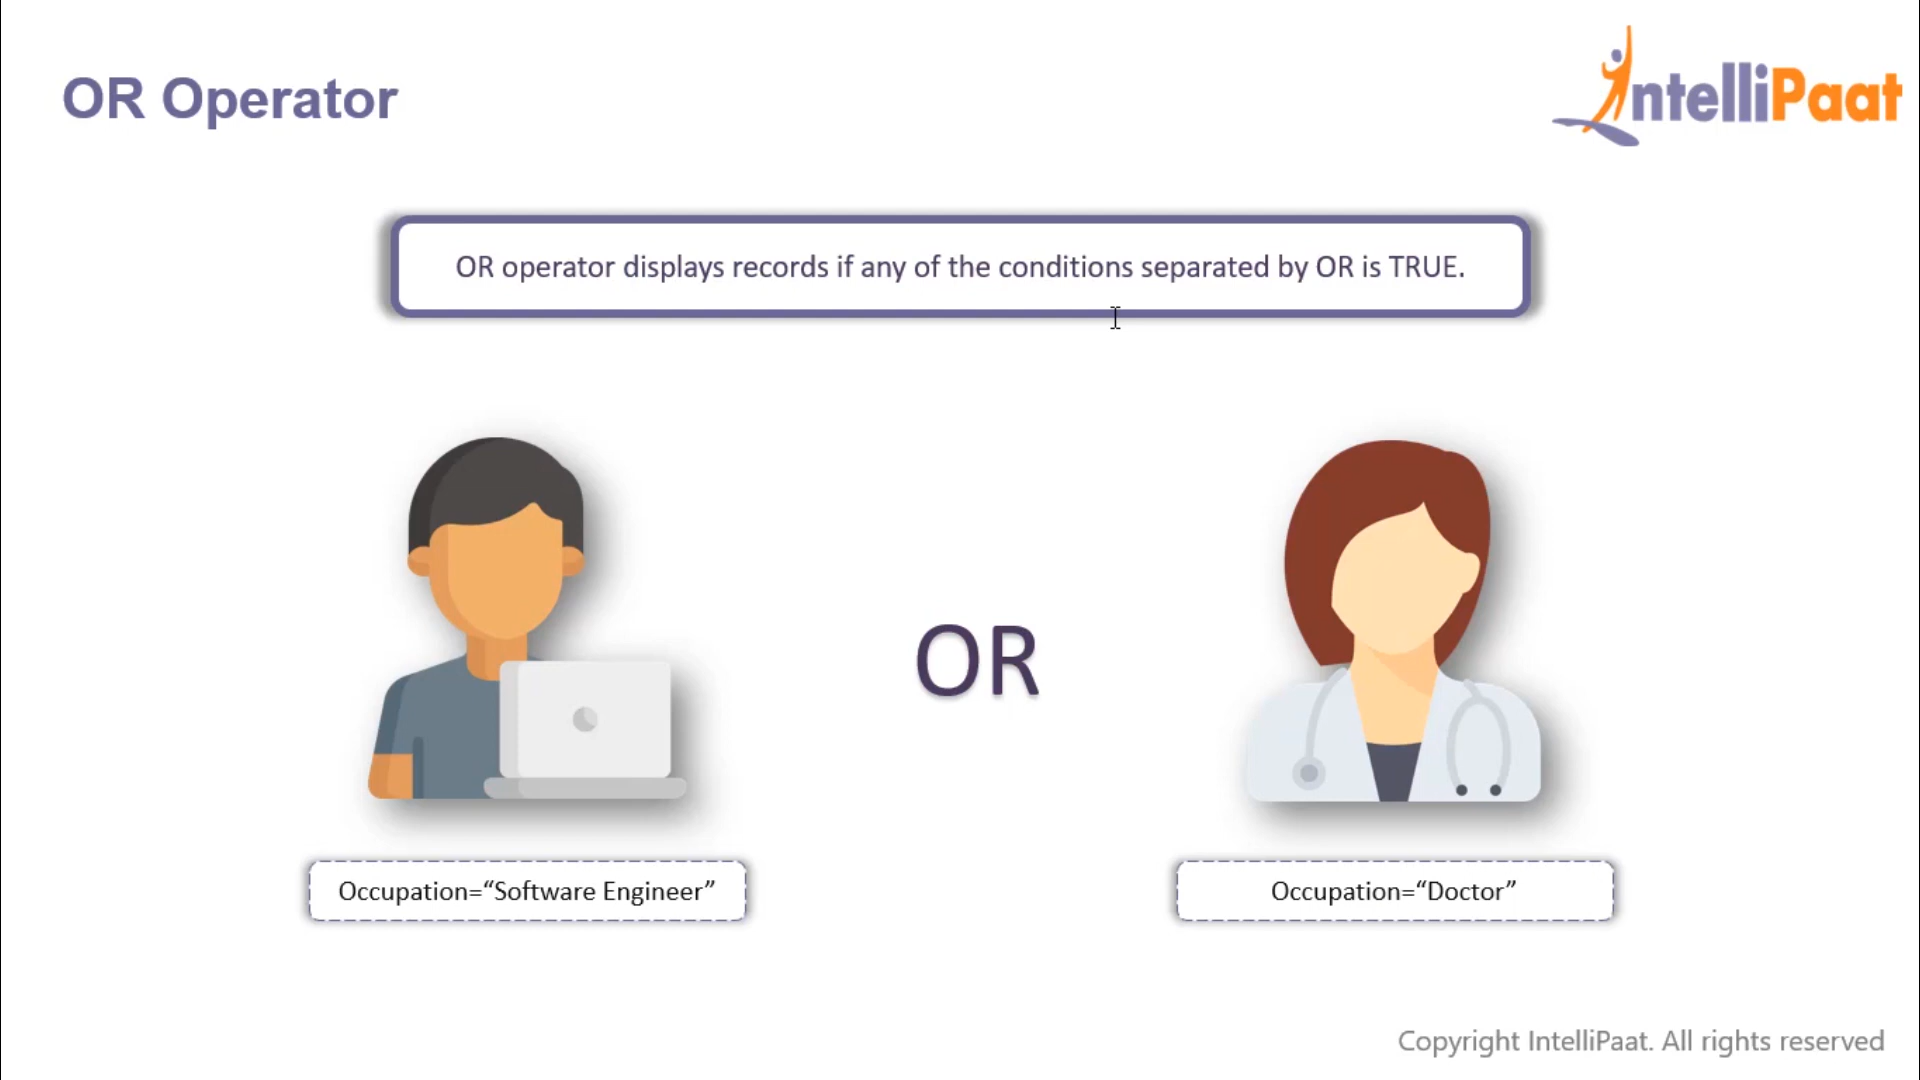 OR Operator
IntelliPaat
OR operator displays records if any of the conditions separated by OR is TRUE.
OR
Occupation=“Software Engineer”
Occupation=“Doctor”
Copyright IntelliPaat. All rights reserved